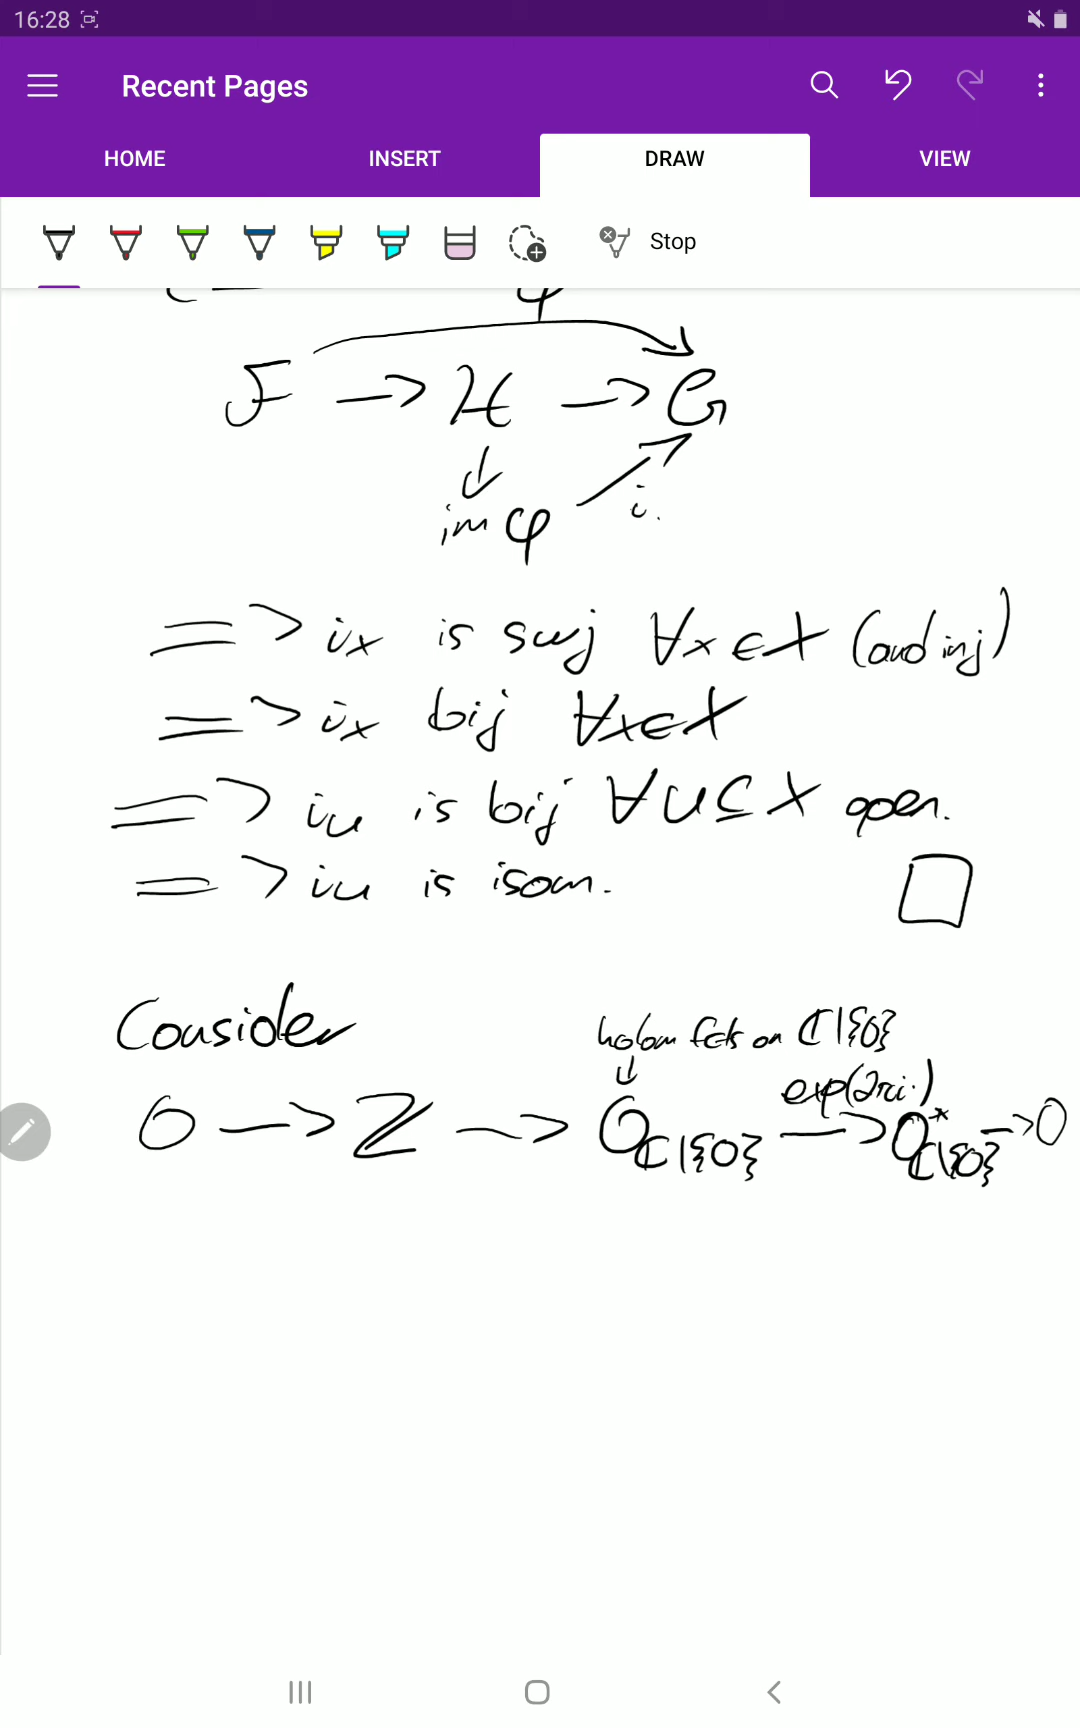 16:28
Recent Pages
HOME INSERT DRAW VIEW
Stop
φ
F → H → G
↓
im φ i.
=> i_x is surj ∀x∈X (and inj)
=> i_x bij ∀x∈X
=> i_u is bij ∀U⊆X open.
=> i_u is isom. □
Consider
holom fcts on ℂ\{0}
↓ exp(2πi·)
0 → Z → O_ℂ\{0} → O*_ℂ\{0} → 0